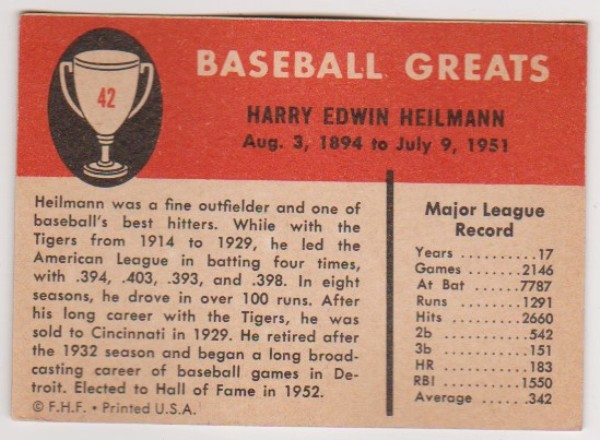 42
BASEBALL GREATS
HARRY EDWIN HEILMANN
Aug. 3, 1894 to July 9, 1951
Heilmann was a fine outfielder and one of
baseball's best hitters. While with the
Tigers from 1914 to 1929, he led the
American League in batting four times,
with .394, .403, .393, and .398. In eight
seasons, he drove in over 100 runs. After
his long career with the Tigers, he was
sold to Cincinnati in 1929. He retired after
the 1932 season and began a long broad-
casting career of baseball games in De-
troit. Elected to Hall of Fame in 1952.
© F.H.F. • Printed U.S.A.
Major League
Record
Years ..........17
Games ........2146
At Bat ........7787
Runs ..........1291
Hits ..........2660
2b ............542
3b ............151
HR ............183
RBI ..........1550
Average .......342